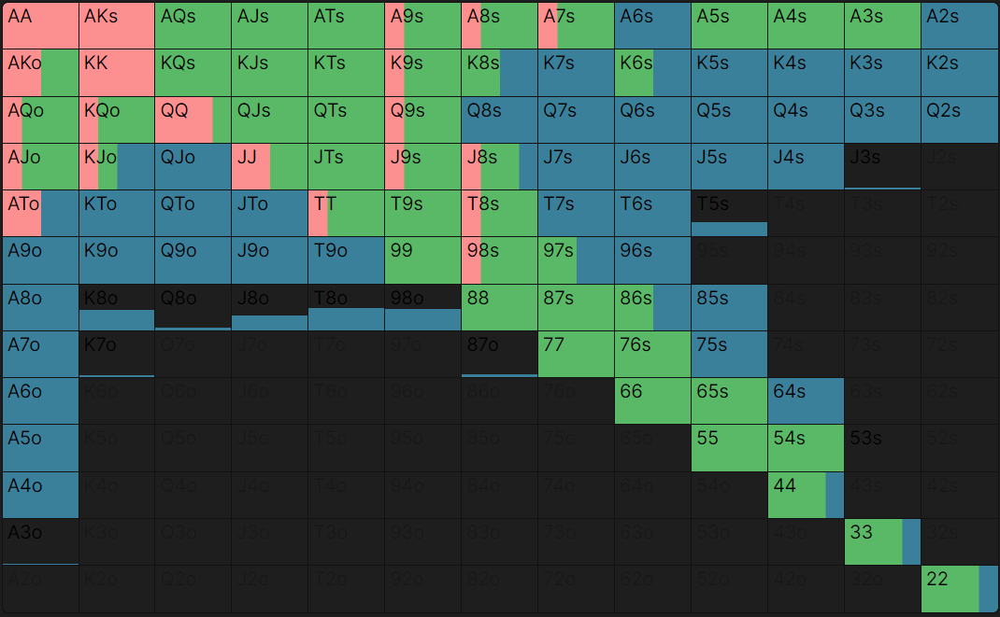 AA AKs AQs AJs ATs A9s A8s A7s A6s A5s A4s A3s A2s
AKo KK KQs KJs KTs K9s K8s K7s K6s K5s K4s K3s K2s
AQo KQo QQ QJs QTs Q9s Q8s Q7s Q6s Q5s Q4s Q3s Q2s
AJo KJo QJo JJ JTs J9s J8s J7s J6s J5s J4s J3s J2s
ATo KTo QTo JTo TT T9s T8s T7s T6s T5s T4s T3s T2s
A9o K9o Q9o J9o T9o 99 98s 97s 96s 95s 94s 93s 92s
A8o K8o Q8o J8o T8o 98o 88 87s 86s 85s 84s 83s 82s
A7o K7o Q7o J7o T7o 97o 87o 77 76s 75s 74s 73s 72s
A6o K6o Q6o J6o T6o 96o 86o 76o 66 65s 64s 63s 62s
A5o K5o Q5o J5o T5o 95o 85o 75o 65o 55 54s 53s 52s
A4o K4o Q4o J4o T4o 94o 84o 74o 64o 54o 44 43s 42s
A3o K3o Q3o J3o T3o 93o 83o 73o 63o 53o 43o 33 32s
A2o K2o Q2o J2o T2o 92o 82o 72o 62o 52o 42o 32o 22